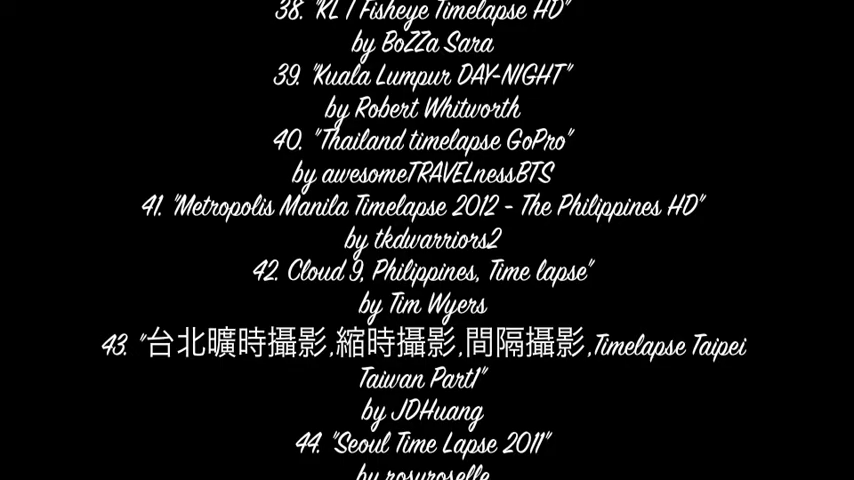 38. "KL 1 Fisheye Timelapse HD"
by BoZZa Sara
39. "Kuala Lumpur DAY-NIGHT"
by Robert Whitworth
40. "Thailand timelapse GoPro"
by awesomeTRAVELnessBTS
41. "Metropolis Manila Timelapse 2012 - The Philippines HD"
by tkdwarriors2
42. Cloud 9, Philippines, Time lapse"
by Tim Wyers
43. "台北曠時攝影,縮時攝影,間隔攝影,Timelapse Taipei
Taiwan Part1"
by JDHuang
44. "Seoul Time Lapse 2011"
by rosyroselle